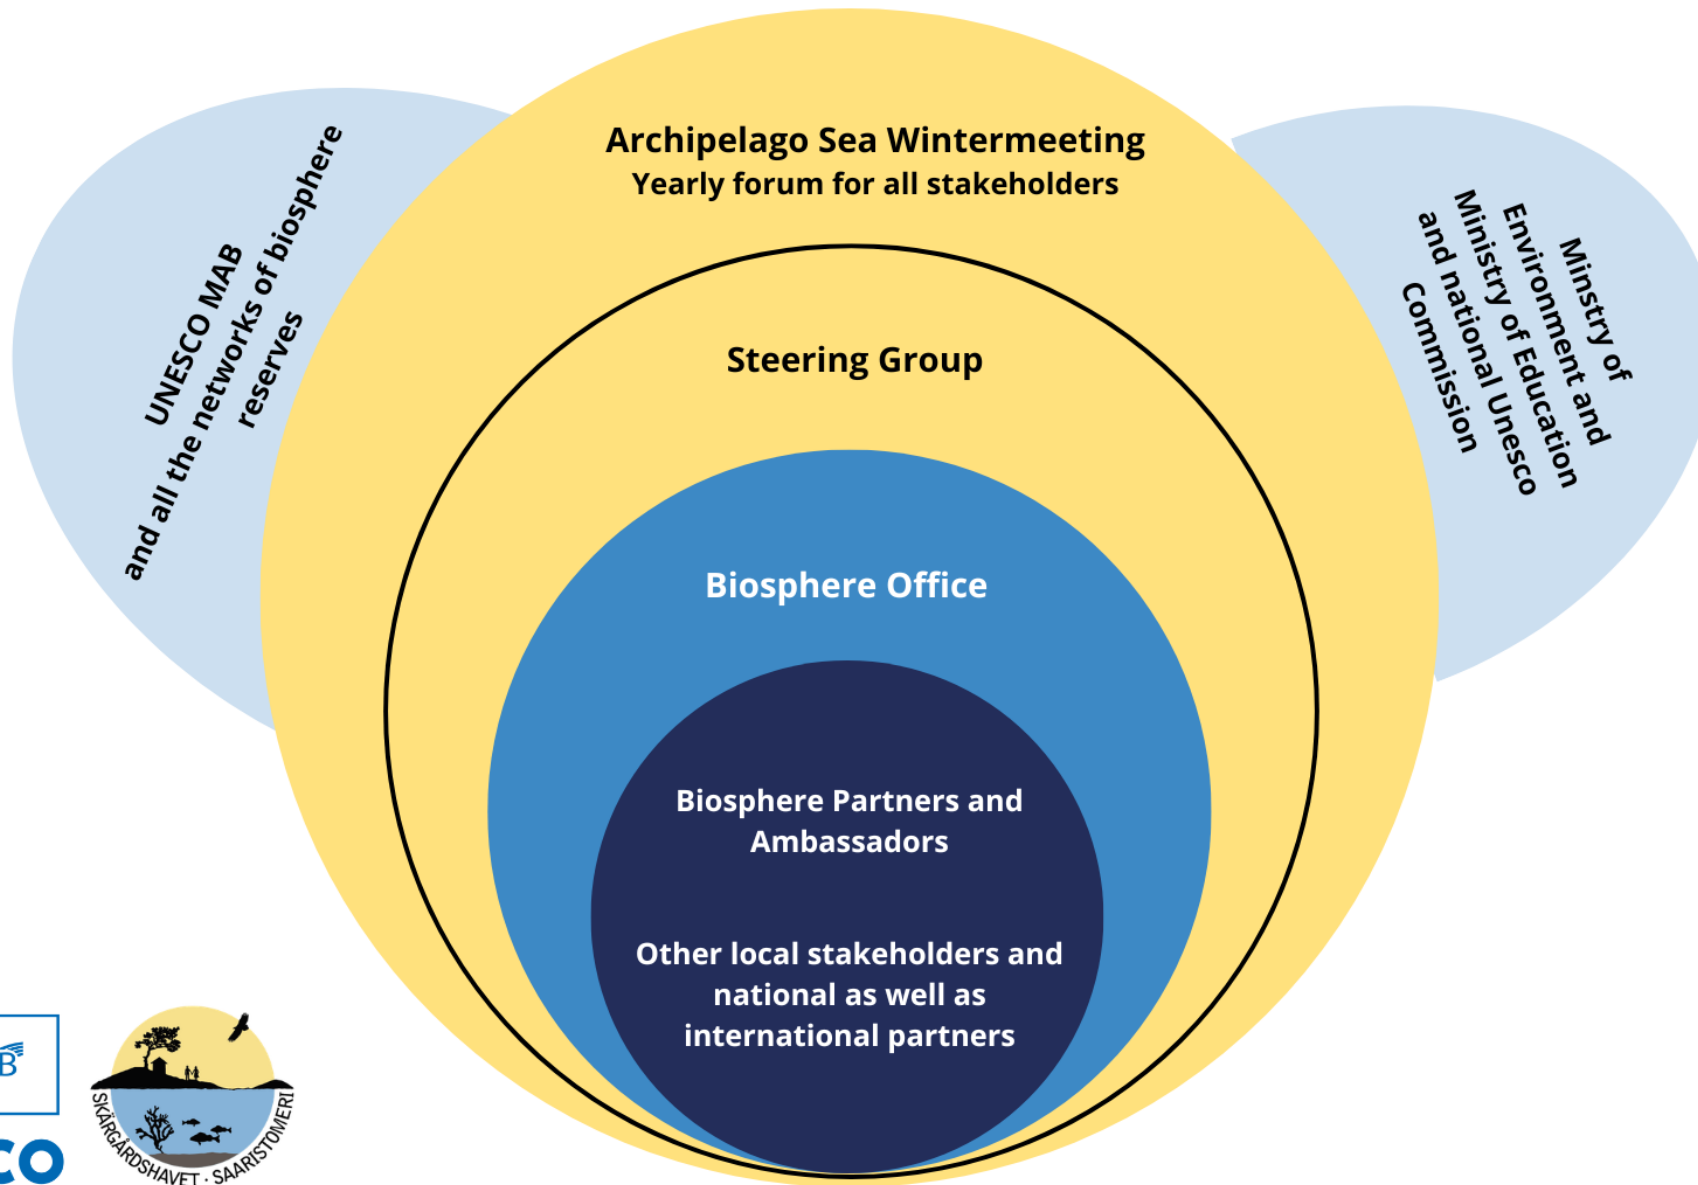 Archipelago Sea Wintermeeting
Yearly forum for all stakeholders
UNESCO MAB
and all the networks of biosphere
reserves
Minstry of
Environment and
Ministry of Education
and national Unesco
Commission
Steering Group
Biosphere Office
Biosphere Partners and
Ambassadors
Other local stakeholders and
national as well as
international partners
B
CO
SKÄRGÅRDSHAVET · SAARISTOMERI